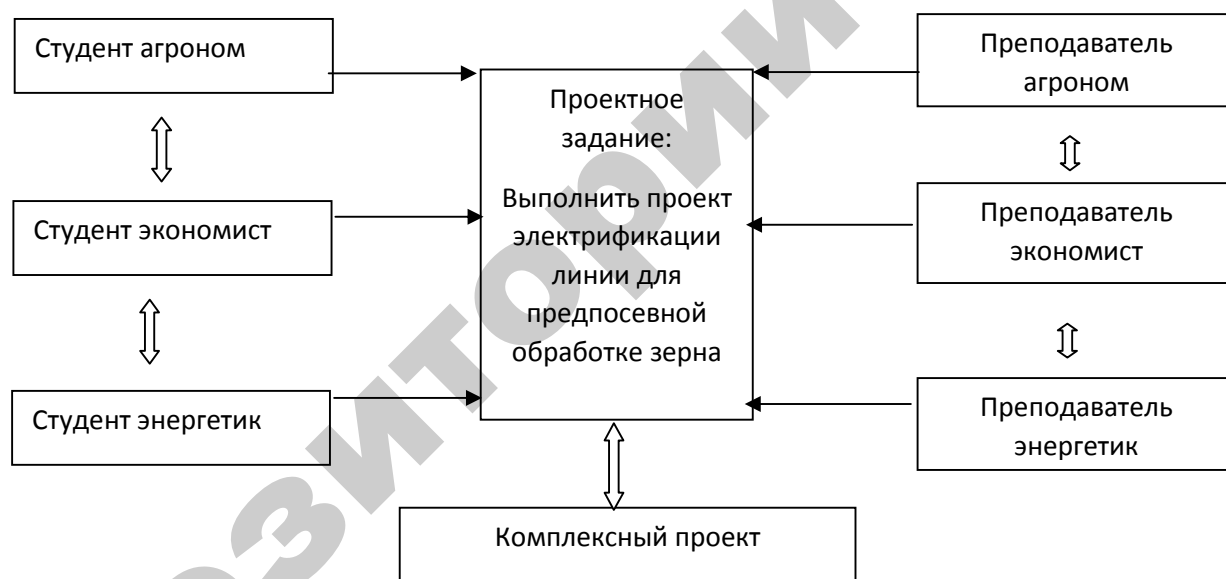 Студент агроном
Студент экономист
Студент энергетик
Проектное
задание:
Выполнить проект
электрификации
линии для
предпосевной
обработке зерна
Преподаватель
агроном
Преподаватель
экономист
Преподаватель
энергетик
Комплексный проект
зитории